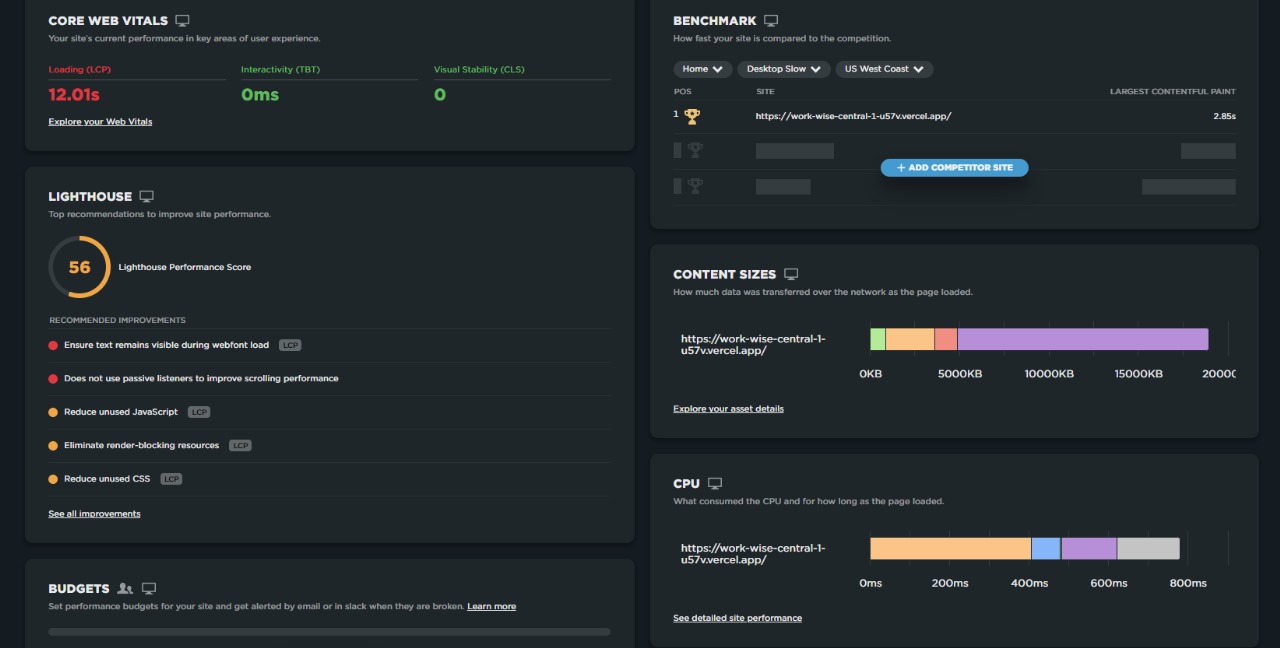 CORE WEB VITALS
Your site's current performance in key areas of user experience.
Loading (LCP) Interactivity (TBT) Visual Stability (CLS)
12.01s 0ms 0
Explore your Web Vitals
LIGHTHOUSE
Top recommendations to improve site performance.
56 Lighthouse Performance Score
RECOMMENDED IMPROVEMENTS
Ensure text remains visible during webfont load LCP
Does not use passive listeners to improve scrolling performance
Reduce unused JavaScript LCP
Eliminate render-blocking resources LCP
Reduce unused CSS LCP
See all improvements
BUDGETS
Set performance budgets for your site and get alerted by email or in slack when they are broken. Learn more
BENCHMARK
How fast your site is compared to the competition.
Home Desktop Slow US West Coast
POS SITE LARGEST CONTENTFUL PAINT
1 https://work-wise-central-1-u57v.vercel.app/ 2.85s
+ ADD COMPETITOR SITE
CONTENT SIZES
How much data was transferred over the network as the page loaded.
https://work-wise-central-1-
u57v.vercel.app/
0KB 5000KB 10000KB 15000KB 20000
Explore your asset details
CPU
What consumed the CPU and for how long as the page loaded.
https://work-wise-central-1-
u57v.vercel.app/
0ms 200ms 400ms 600ms 800ms
See detailed site performance